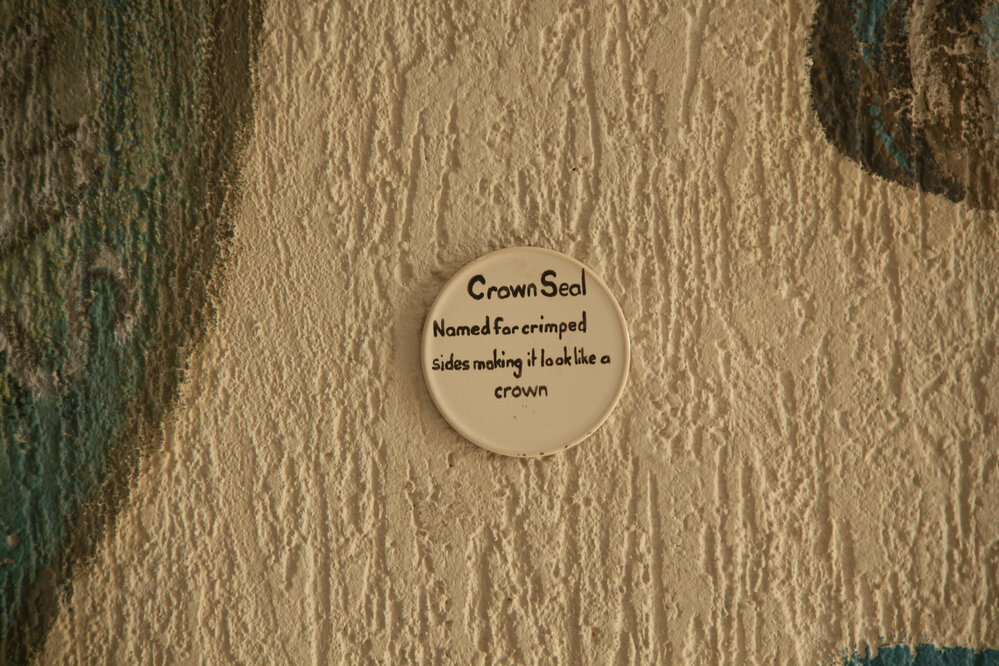 Crown Seal
Named for crimped
sides making it look like a
crown